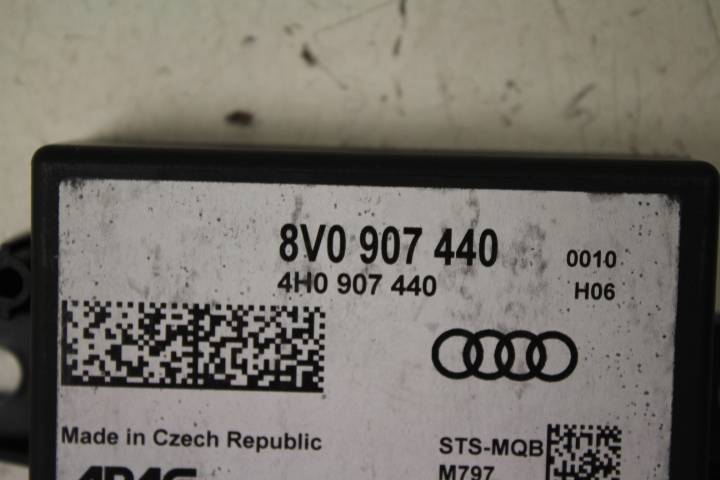 8V0 907 440
0010
4H0 907 440
H06
Made in Czech Republic
STS-MQB
M797